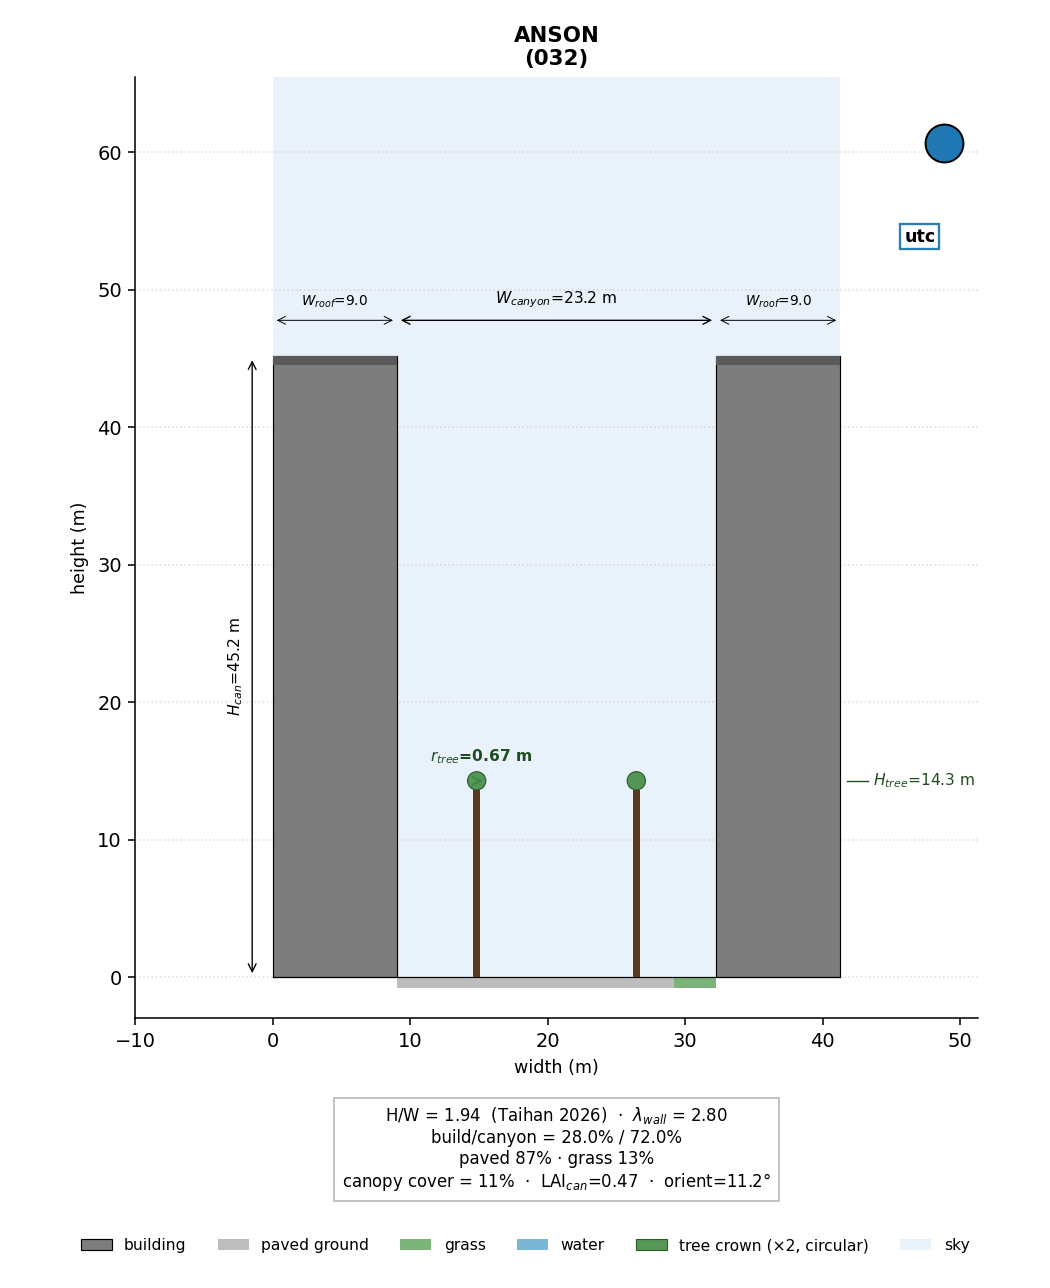 ANSON
(032)
60
50
40
30
20
10
0
height (m)
utc
W_roof=9.0
W_canyon=23.2 m
W_roof=9.0
H_can=45.2 m
r_tree=0.67 m
H_tree=14.3 m
−10 0 10 20 30 40 50
width (m)
H/W = 1.94 (Taihan 2026) · λ_wall = 2.80
build/canyon = 28.0% / 72.0%
paved 87% · grass 13%
canopy cover = 11% · LAI_can=0.47 · orient=11.2°
building paved ground grass water tree crown (×2, circular) sky